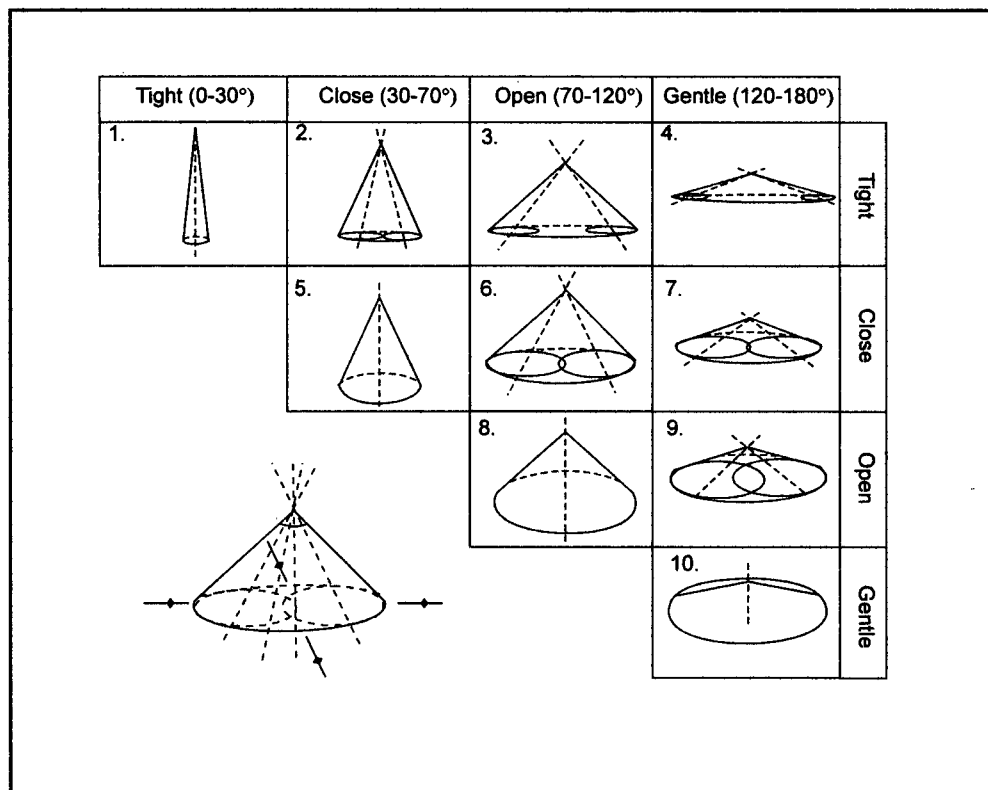 Tight (0-30°) Close (30-70°) Open (70-120°) Gentle (120-180°)
1. 2. 3. 4. Tight
5. 6. 7. Close
8. 9. Open
10. Gentle